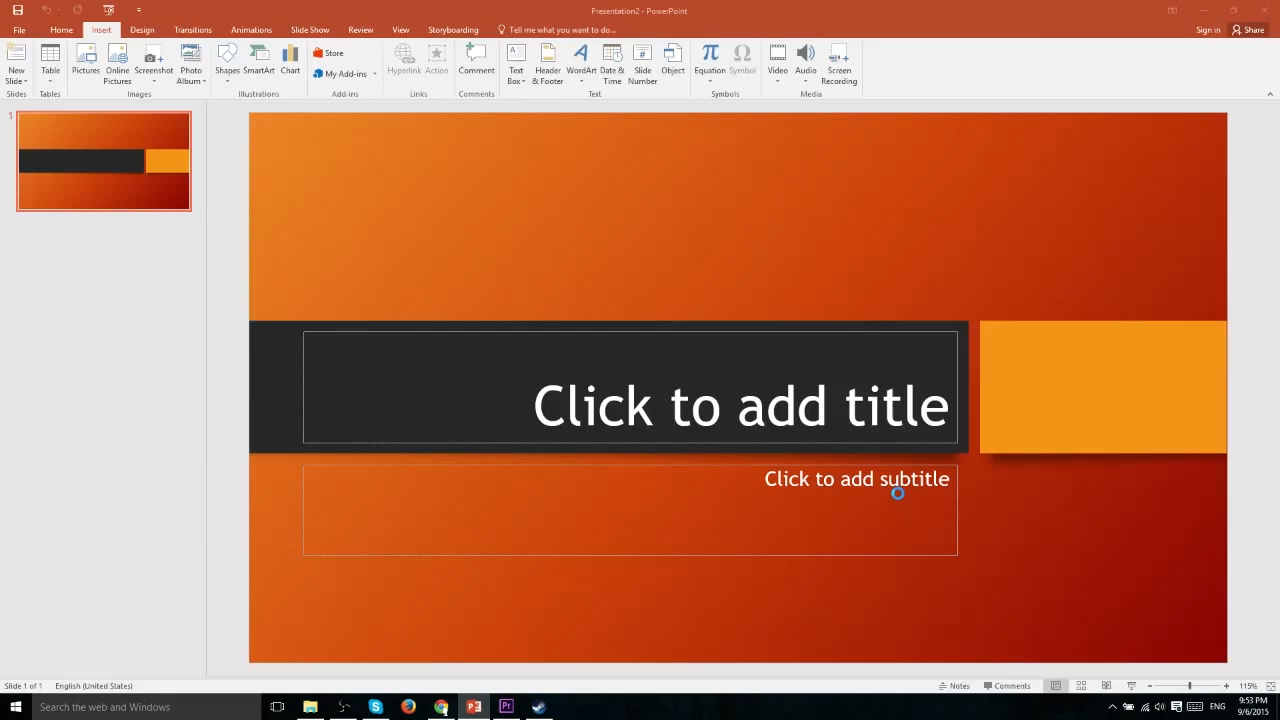 Presentation2 - PowerPoint
File Home Insert Design Transitions Animations Slide Show Review View Storyboarding Tell me what you want to do... Sign in Share
New Slide
Table
Pictures
Online Pictures
Screenshot
Photo Album
Shapes
SmartArt
Chart
Store
My Add-ins
Hyperlink
Action
Comment
Text Box
Header & Footer
WordArt
Date & Time
Slide Number
Object
Equation
Symbol
Video
Audio
Screen Recording
Slides Tables Images Illustrations Add-ins Links Comments Text Symbols Media
1
Click to add title
Click to add subtitle
Slide 1 of 1 English (United States) Notes Comments 115%
Search the web and Windows
ENG
9:53 PM
9/6/2015